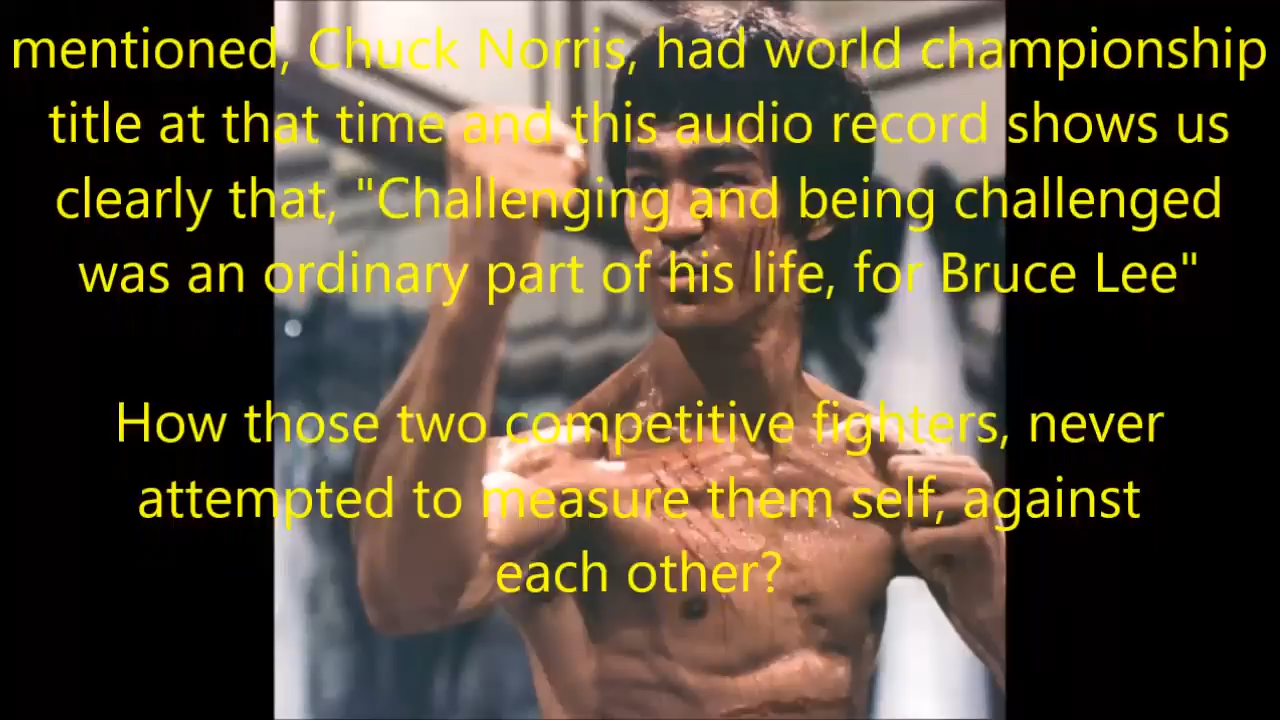 mentioned, Chuck Norris, had world championship
title at that time and this audio record shows us
clearly that, "Challenging and being challenged
was an ordinary part of his life, for Bruce Lee"
How those two competitive fighters, never
attempted to measure them self, against
each other?